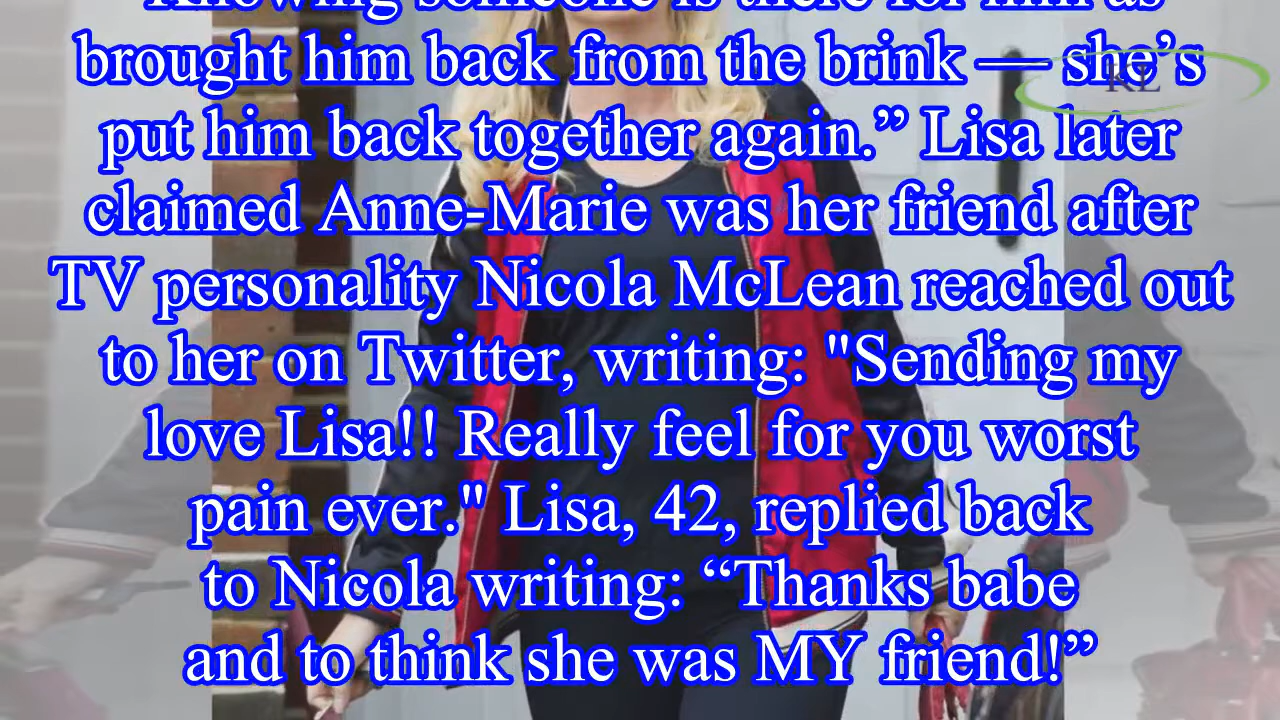 Knowing someone is there for him as
brought him back from the brink — she’s
put him back together again.” Lisa later
claimed Anne-Marie was her friend after
TV personality Nicola McLean reached out
to her on Twitter, writing: "Sending my
love Lisa!! Really feel for you worst
pain ever." Lisa, 42, replied back
to Nicola writing: “Thanks babe
and to think she was MY friend!”
KL